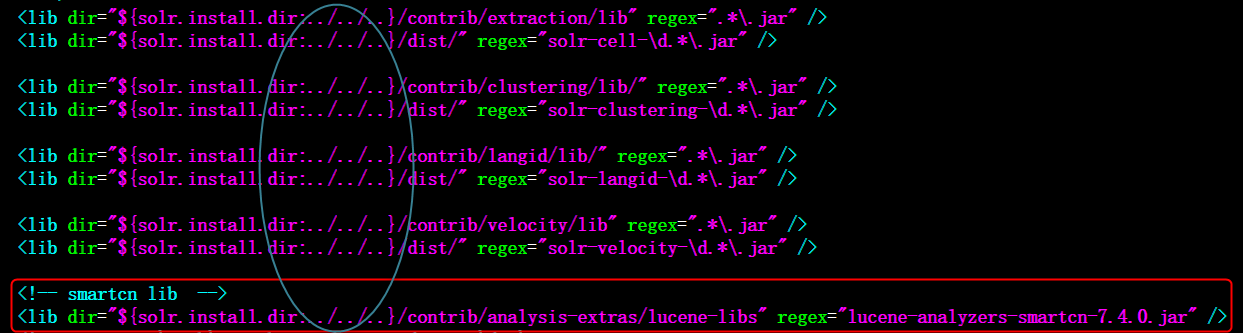 <lib dir="${solr.install.dir:../../..}/contrib/extraction/lib" regex=".*\.jar" />
<lib dir="${solr.install.dir:../../..}/dist/" regex="solr-cell-\d.*\.jar" />
<lib dir="${solr.install.dir:../../..}/contrib/clustering/lib/" regex=".*\.jar" />
<lib dir="${solr.install.dir:../../..}/dist/" regex="solr-clustering-\d.*\.jar" />
<lib dir="${solr.install.dir:../../..}/contrib/langid/lib/" regex=".*\.jar" />
<lib dir="${solr.install.dir:../../..}/dist/" regex="solr-langid-\d.*\.jar" />
<lib dir="${solr.install.dir:../../..}/contrib/velocity/lib" regex=".*\.jar" />
<lib dir="${solr.install.dir:../../..}/dist/" regex="solr-velocity-\d.*\.jar" />
<!-- smartcn lib  -->
<lib dir="${solr.install.dir:../../..}/contrib/analysis-extras/lucene-libs" regex="lucene-analyzers-smartcn-7.4.0.jar" />